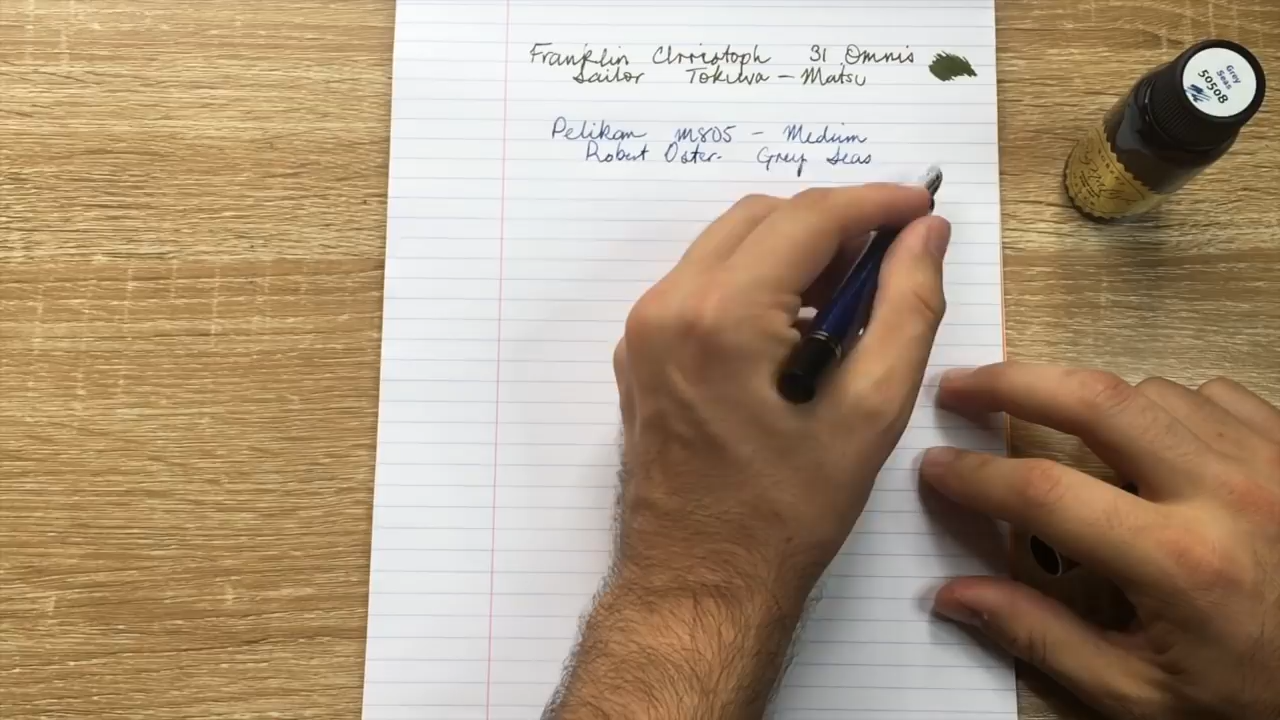 Franklin Christoph 31 Omnis
Sailor Tokiwa - Matsu
Pelikan M805 - Medium
Robert Oster - Grey Seas
Grey
Seas
50508